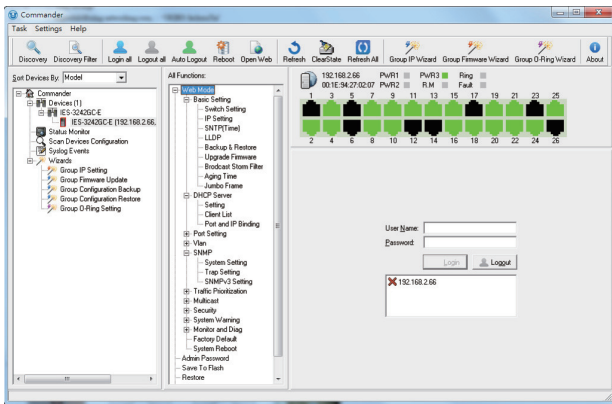 Commander
Task Settings Help
Discovery Discovery Filter Login all Logout all Auto Logout Reboot Open Web Refresh ClearState Refresh All Group IP Wizard Group Firmware Wizard Group O-Ring Wizard About
Sort Devices By: Model
Commander
Devices (1)
IES-3242GC-E
IES-3242GC-E (192.168.2.66,
Status Monitor
Scan Devices Configuration
Syslog Events
Wizards
Group IP Setting
Group Firmware Update
Group Configuration Backup
Group Configuration Restore
Group O-Ring Setting
All Functions:
Web Mode
Basic Setting
Switch Setting
IP Setting
SNTP(Time)
LLDP
Backup & Restore
Upgrade Firmware
Brodcast Storm Filter
Aging Time
Jumbo Frame
DHCP Server
Setting
Client List
Port and IP Binding
Port Setting
Vlan
SNMP
System Setting
Trap Setting
SNMPv3 Setting
Traffic Prioritization
Multicast
Security
System Warning
Monitor and Diag
Factory Default
System Reboot
Admin Password
Save To Flash
Restore
192.168.2.66 PWR1 PWR3 Ring
00:1E:94:27:02:07 PWR2 R.M Fault
1 3 5 7 9 11 13 15 17 19 21 23 25
2 4 6 8 10 12 14 16 18 20 22 24 26
User Name:
Password:
Login Loggut
192.168.2.66